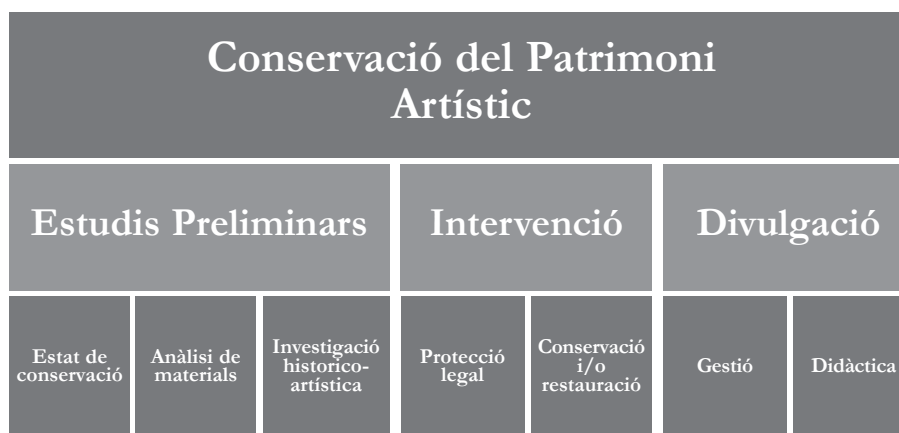 Conservació del Patrimoni
Artístic
Estudis Preliminars
Intervenció
Divulgació
Estat de
conservació
Anàlisi de
materials
Investigació
historico-
artística
Protecció
legal
Conservació
i/o
restauració
Gestió
Didàctica